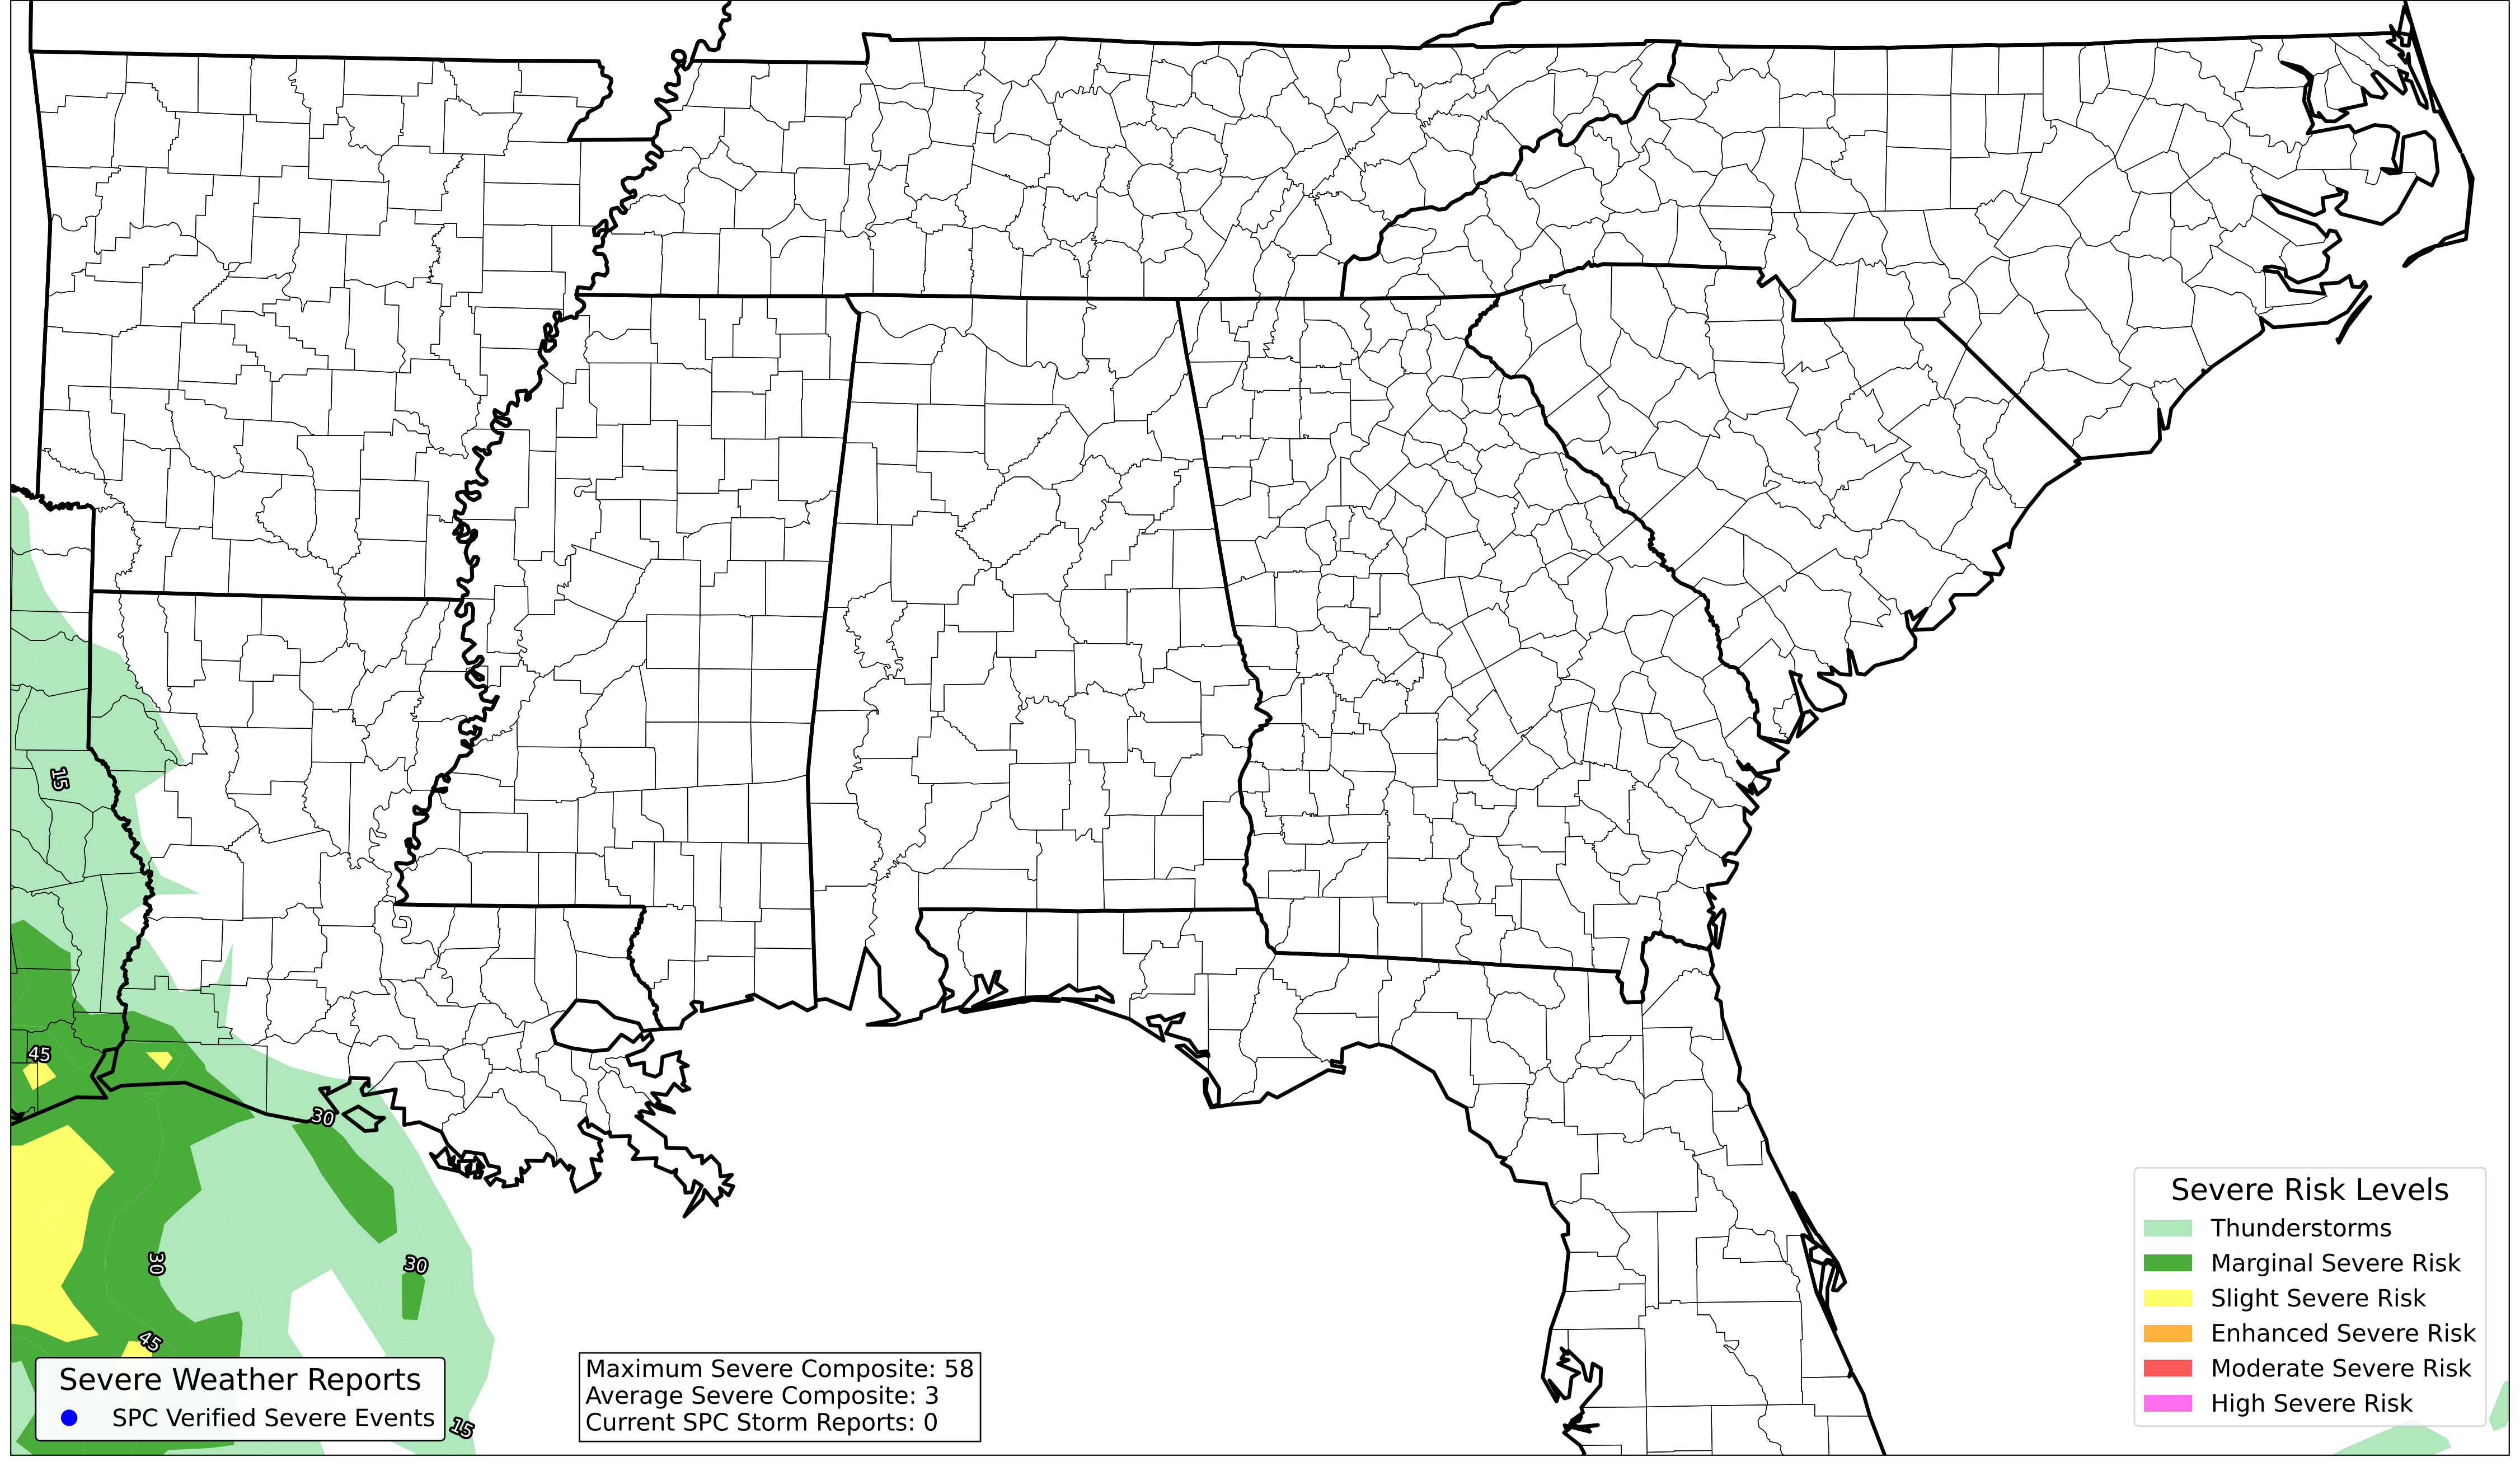 15
45
30
30
30
45
15
Severe Weather Reports
SPC Verified Severe Events
Maximum Severe Composite: 58
Average Severe Composite: 3
Current SPC Storm Reports: 0
Severe Risk Levels
Thunderstorms
Marginal Severe Risk
Slight Severe Risk
Enhanced Severe Risk
Moderate Severe Risk
High Severe Risk